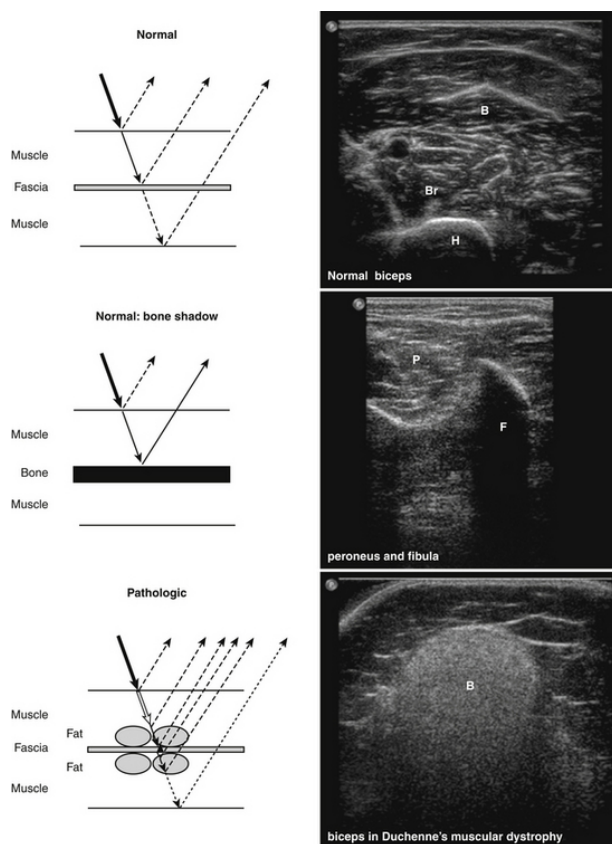 Normal
Muscle
Fascia
Muscle
B
Br
H
Normal biceps
Normal: bone shadow
Muscle
Bone
Muscle
P
F
peroneus and fibula
Pathologic
Muscle
Fat
Fascia
Fat
Muscle
B
biceps in Duchenne's muscular dystrophy